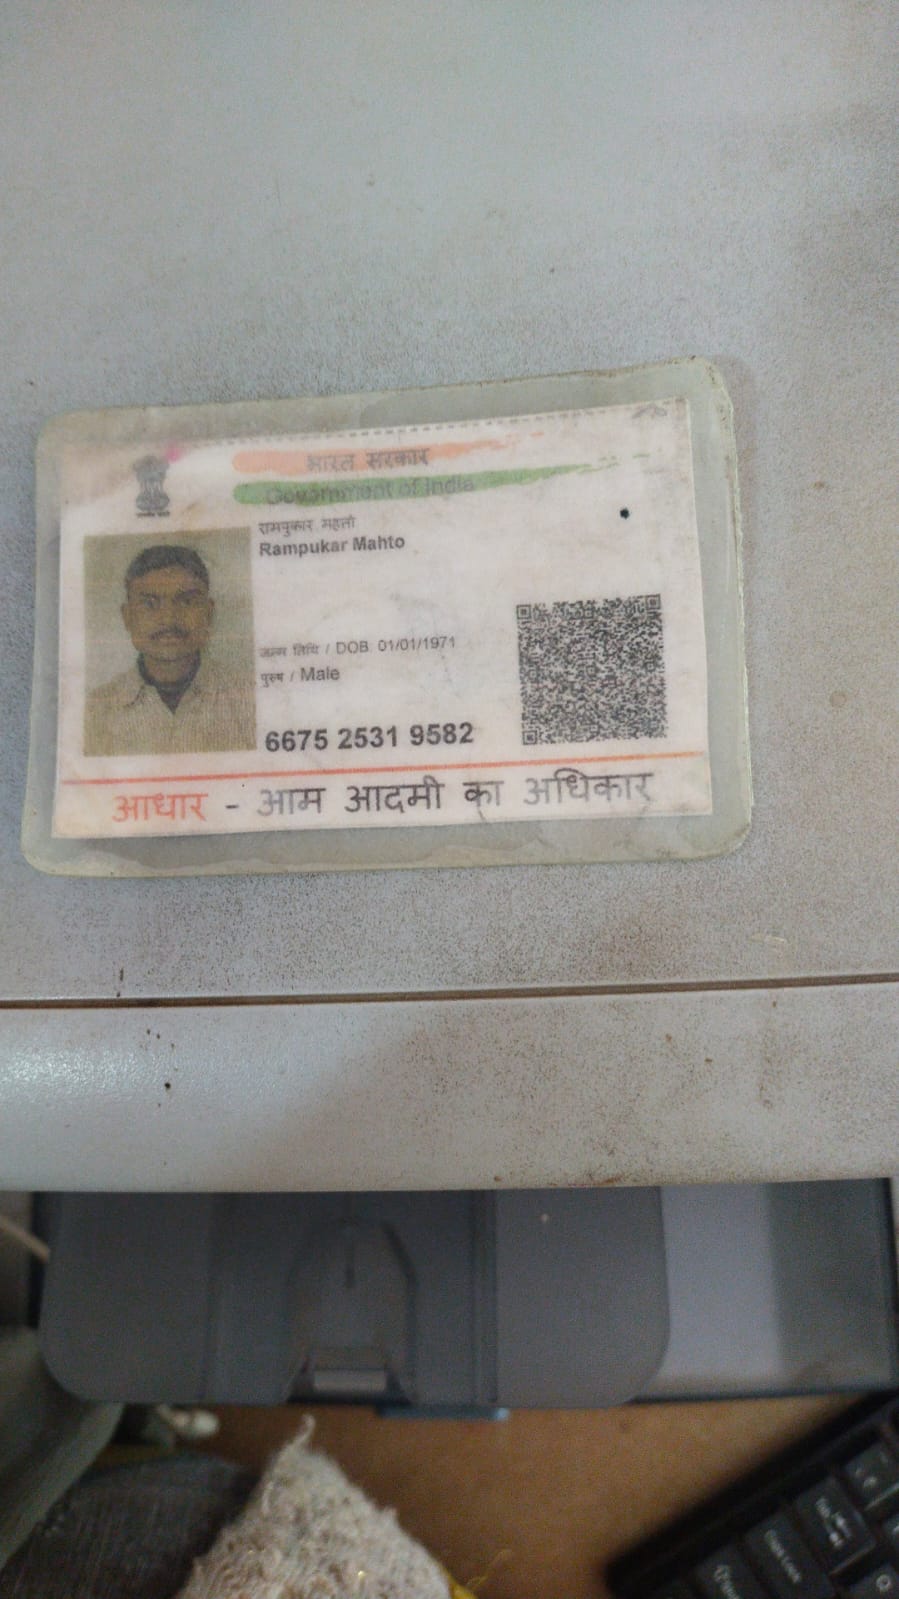 भारत सरकार
Government of India
रामपुकार महतो
Rampukar Mahto
जन्म तिथि / DOB: 01/01/1971
पुरुष / Male
6675 2531 9582
आधार - आम आदमी का अधिकार